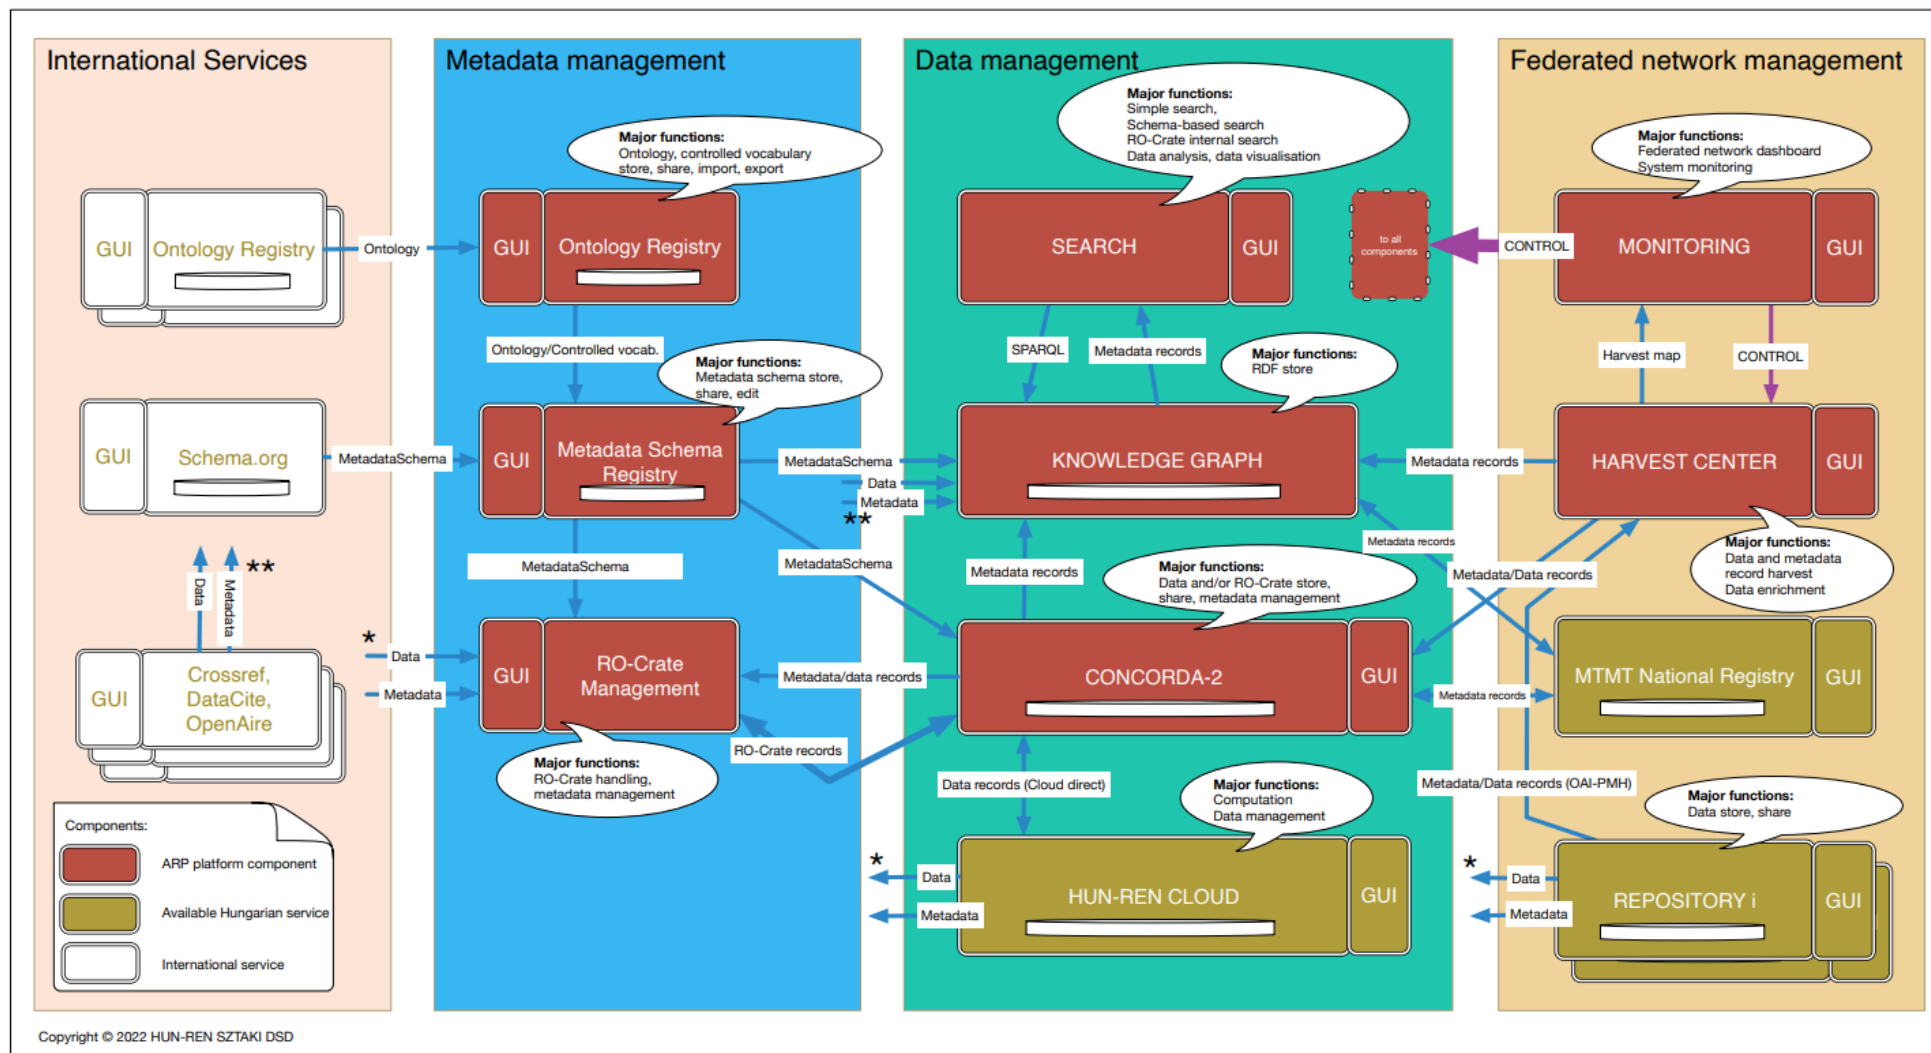 International Services
Metadata management
Data management
Federated network management
Major functions:
Ontology, controlled vocabulary
store, share, import, export
Major functions:
Simple search,
Schema-based search
RO-Crate internal search
Data analysis, data visualisation
Major functions:
Federated network dashboard
System monitoring
GUI
Ontology Registry
Ontology
GUI
Ontology Registry
SEARCH
GUI
to all
components
CONTROL
MONITORING
GUI
Ontology/Controlled vocab.
SPARQL
Metadata records
Harvest map
CONTROL
Major functions:
Metadata schema store,
share, edit
Major functions:
RDF store
GUI
Schema.org
MetadataSchema
GUI
Metadata Schema
Registry
MetadataSchema
Data
Metadata
**
KNOWLEDGE GRAPH
Metadata records
HARVEST CENTER
GUI
Data
Metadata
**
MetadataSchema
MetadataSchema
Metadata records
Metadata records
Metadata/Data records
Major functions:
Data and/or RO-Crate store,
share, metadata management
Major functions:
Data and metadata
record harvest
Data enrichment
GUI
Crossref,
DataCite,
OpenAire
*
Data
Metadata
GUI
RO-Crate
Management
Metadata/data records
CONCORDA-2
GUI
Metadata records
MTMT National Registry
GUI
RO-Crate records
Major functions:
RO-Crate handling,
metadata management
Data records (Cloud direct)
Major functions:
Computation
Data management
Metadata/Data records (OAI-PMH)
Major functions:
Data store, share
Components:
ARP platform component
Available Hungarian service
International service
*
Data
Metadata
HUN-REN CLOUD
GUI
*
Data
Metadata
REPOSITORY i
GUI
Copyright © 2022 HUN-REN SZTAKI DSD